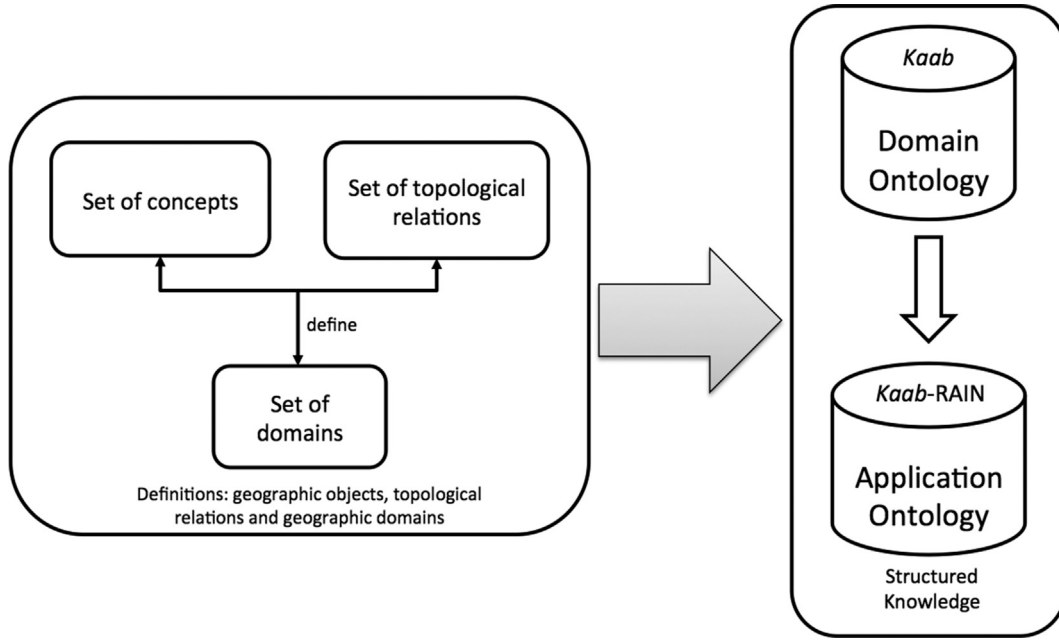 Set of concepts
Set of topological
relations
define
Set of
domains
Definitions: geographic objects, topological
relations and geographic domains
Kaab
Domain
Ontology
Kaab-RAIN
Application
Ontology
Structured
Knowledge